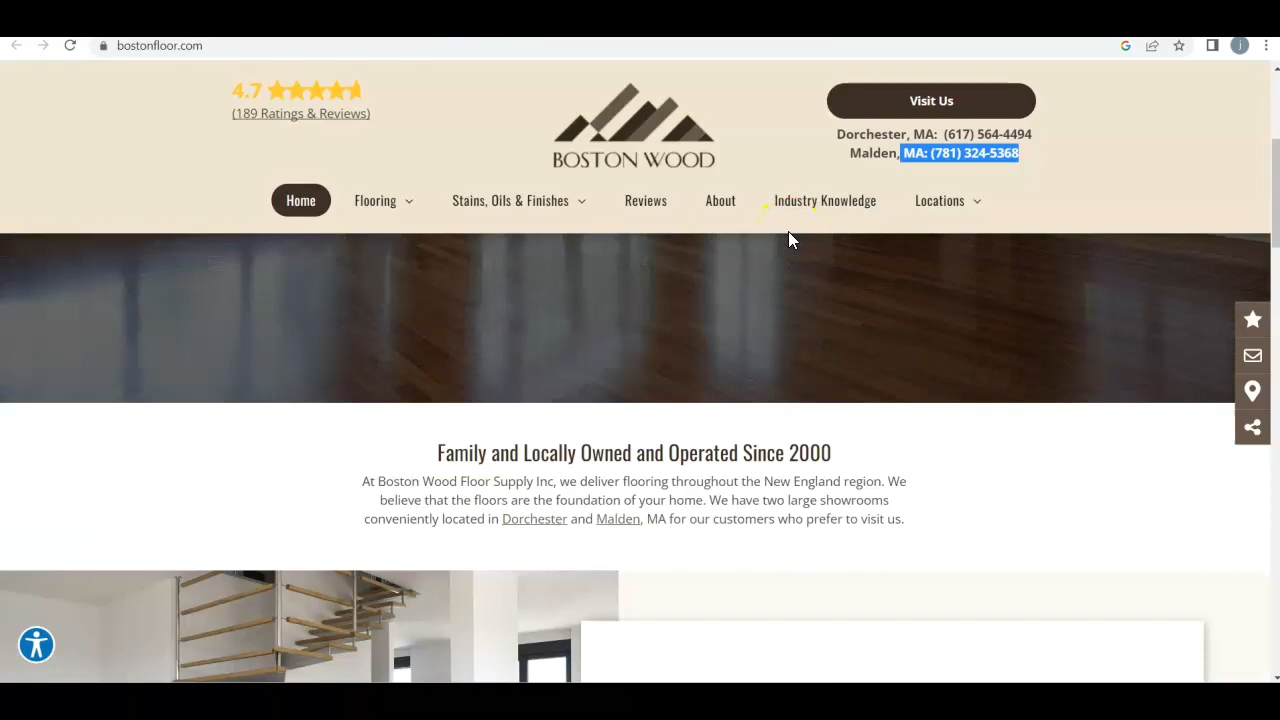 bostonfloor.com
j
4.7
(189 Ratings & Reviews)
BOSTON WOOD
Visit Us
Dorchester, MA: (617) 564-4494
Malden, MA: (781) 324-5368
Home
Flooring
Stains, Oils & Finishes
Reviews
About
Industry Knowledge
Locations
Family and Locally Owned and Operated Since 2000
At Boston Wood Floor Supply Inc, we deliver flooring throughout the New England region. We
believe that the floors are the foundation of your home. We have two large showrooms
conveniently located in Dorchester and Malden, MA for our customers who prefer to visit us.